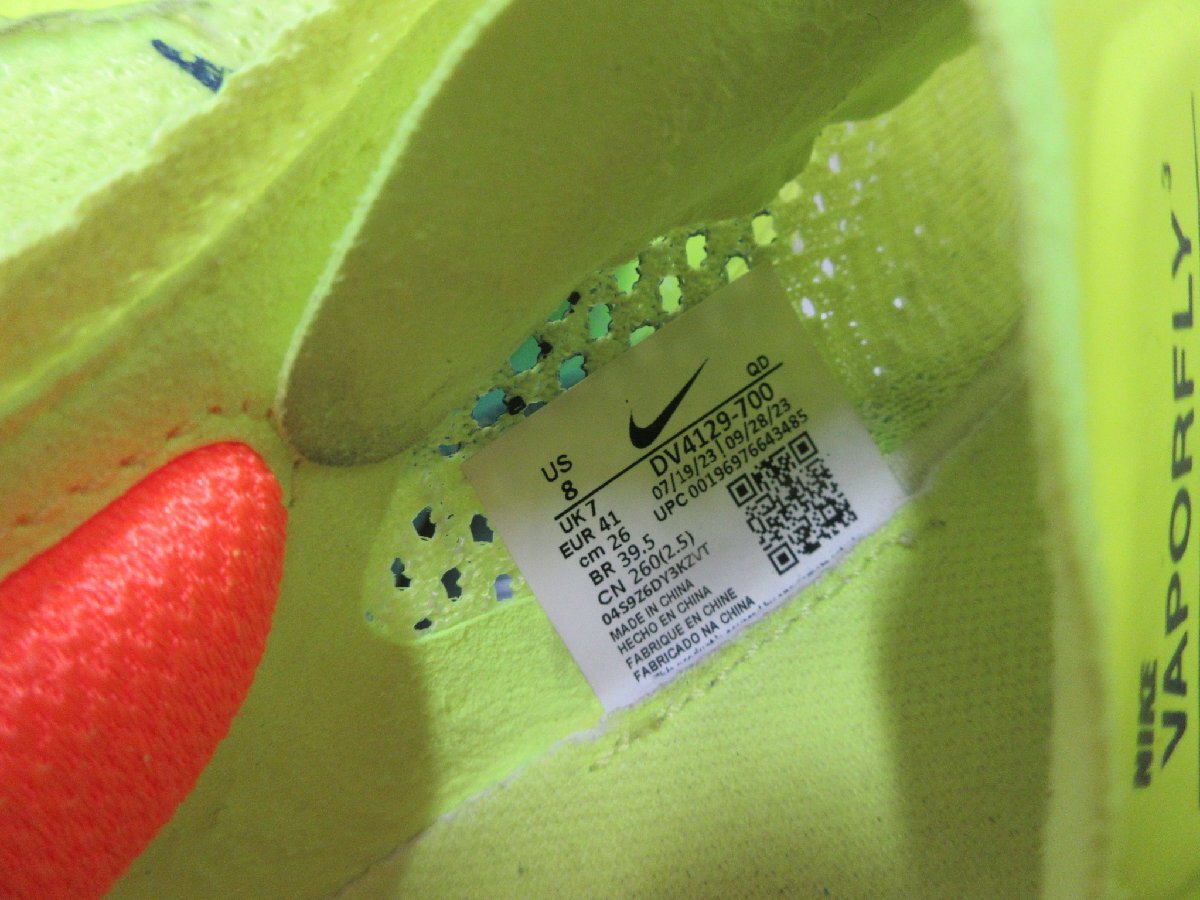 QD
US
8
DV4129-700
07/19/23 | 09/28/23
UPC 00196976643485
UK 7
EUR 41
cm 26
BR 39.5
CN 260(2.5)
04S9Z6DY3KZVT
MADE IN CHINA
HECHO EN CHINA
FABRIQUE EN CHINE
FABRICADO NA CHINA
NIKE
VAPORFLY 3